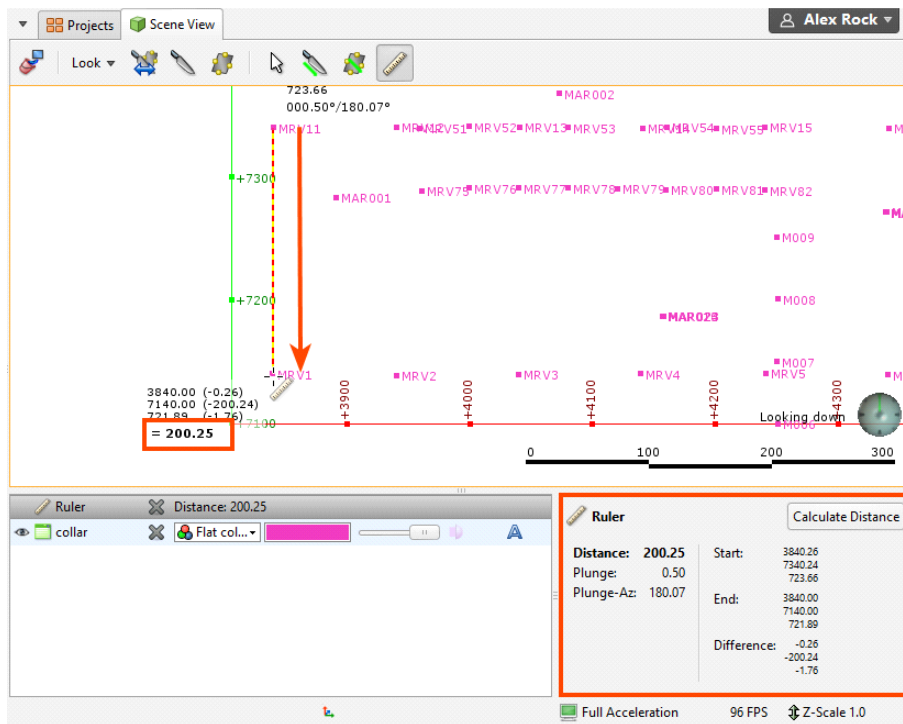 Projects
Scene View
Alex Rock
Look
723.66
000.50°/180.07°
MAR002
MRV11
MRV51
MRV52
MRV13
MRV53
MRV54
MRV55
MRV15
+7300
MAR001
MRV75
MRV76
MRV77
MRV78
MRV79
MRV80
MRV81
MRV82
M009
+7200
M008
M007
MRV1
MRV2
MRV3
MRV4
MRV5
3840.00 (-0.26)
7140.00 (-200.24)
721.89 (-1.76)
= 200.25
+7100
+3900
+4000
+4100
+4200
+4300
Looking down
M006
0 100 200 300
Ruler
Distance: 200.25
collar
Flat col...
A
Ruler
Calculate Distance
Distance: 200.25
Plunge: 0.50
Plunge-Az: 180.07
Start: 3840.26
7340.24
723.66
End: 3840.00
7140.00
721.89
Difference: -0.26
-200.24
-1.76
Full Acceleration
96 FPS
Z-Scale 1.0